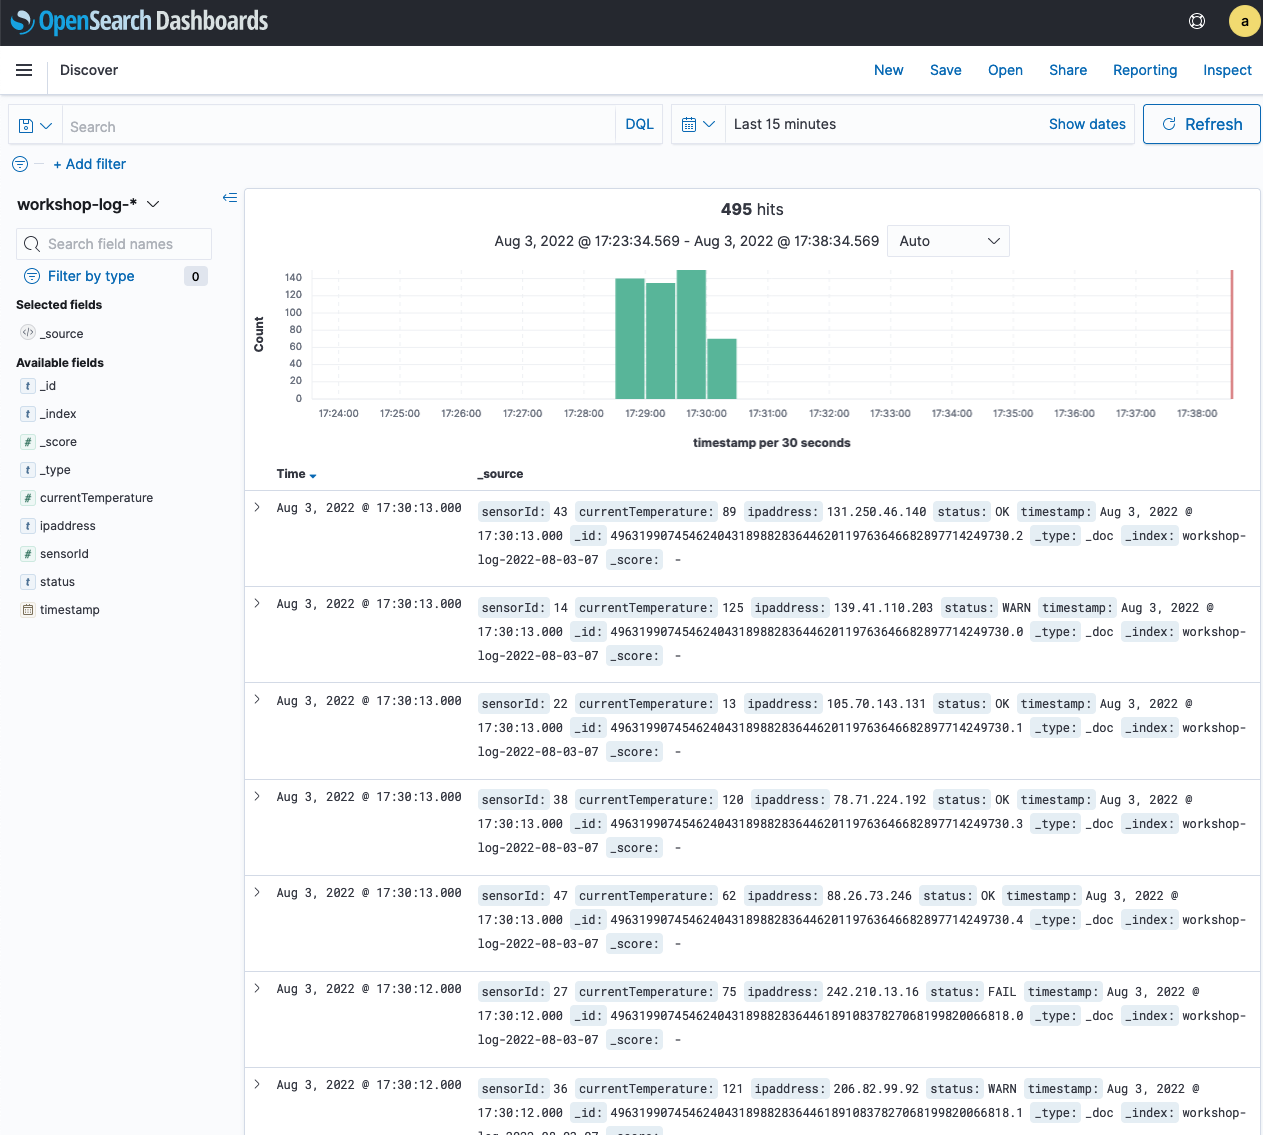 OpenSearch Dashboards
a
Discover
New Save Open Share Reporting Inspect
Search
DQL
Last 15 minutes
Show dates
Refresh
+ Add filter
workshop-log-*
Search field names
Filter by type
0
Selected fields
_source
Available fields
t _id
t _index
# _score
t _type
# currentTemperature
t ipaddress
# sensorId
t status
timestamp
495 hits
Aug 3, 2022 @ 17:23:34.569 - Aug 3, 2022 @ 17:38:34.569
Auto
Count
140
120
100
80
60
40
20
0
17:24:00 17:25:00 17:26:00 17:27:00 17:28:00 17:29:00 17:30:00 17:31:00 17:32:00 17:33:00 17:34:00 17:35:00 17:36:00 17:37:00 17:38:00
timestamp per 30 seconds
Time _source
Aug 3, 2022 @ 17:30:13.000 sensorId: 43 currentTemperature: 89 ipaddress: 131.250.46.140 status: OK timestamp: Aug 3, 2022 @
17:30:13.000 _id: 49631990745462404318988283644620119763646682897714249730.2 _type: _doc _index: workshop-
log-2022-08-03-07 _score: -
Aug 3, 2022 @ 17:30:13.000 sensorId: 14 currentTemperature: 125 ipaddress: 139.41.110.203 status: WARN timestamp: Aug 3, 2022 @
17:30:13.000 _id: 49631990745462404318988283644620119763646682897714249730.0 _type: _doc _index: workshop-
log-2022-08-03-07 _score: -
Aug 3, 2022 @ 17:30:13.000 sensorId: 22 currentTemperature: 13 ipaddress: 105.70.143.131 status: OK timestamp: Aug 3, 2022 @
17:30:13.000 _id: 49631990745462404318988283644620119763646682897714249730.1 _type: _doc _index: workshop-
log-2022-08-03-07 _score: -
Aug 3, 2022 @ 17:30:13.000 sensorId: 38 currentTemperature: 120 ipaddress: 78.71.224.192 status: OK timestamp: Aug 3, 2022 @
17:30:13.000 _id: 49631990745462404318988283644620119763646682897714249730.3 _type: _doc _index: workshop-
log-2022-08-03-07 _score: -
Aug 3, 2022 @ 17:30:13.000 sensorId: 47 currentTemperature: 62 ipaddress: 88.26.73.246 status: OK timestamp: Aug 3, 2022 @
17:30:13.000 _id: 49631990745462404318988283644620119763646682897714249730.4 _type: _doc _index: workshop-
log-2022-08-03-07 _score: -
Aug 3, 2022 @ 17:30:12.000 sensorId: 27 currentTemperature: 75 ipaddress: 242.210.13.16 status: FAIL timestamp: Aug 3, 2022 @
17:30:12.000 _id: 49631990745462404318988283644618910837827068199820066818.0 _type: _doc _index: workshop-
log-2022-08-03-07 _score: -
Aug 3, 2022 @ 17:30:12.000 sensorId: 36 currentTemperature: 121 ipaddress: 206.82.99.92 status: WARN timestamp: Aug 3, 2022 @
17:30:12.000 _id: 49631990745462404318988283644618910837827068199820066818.1 _type: _doc _index: workshop-